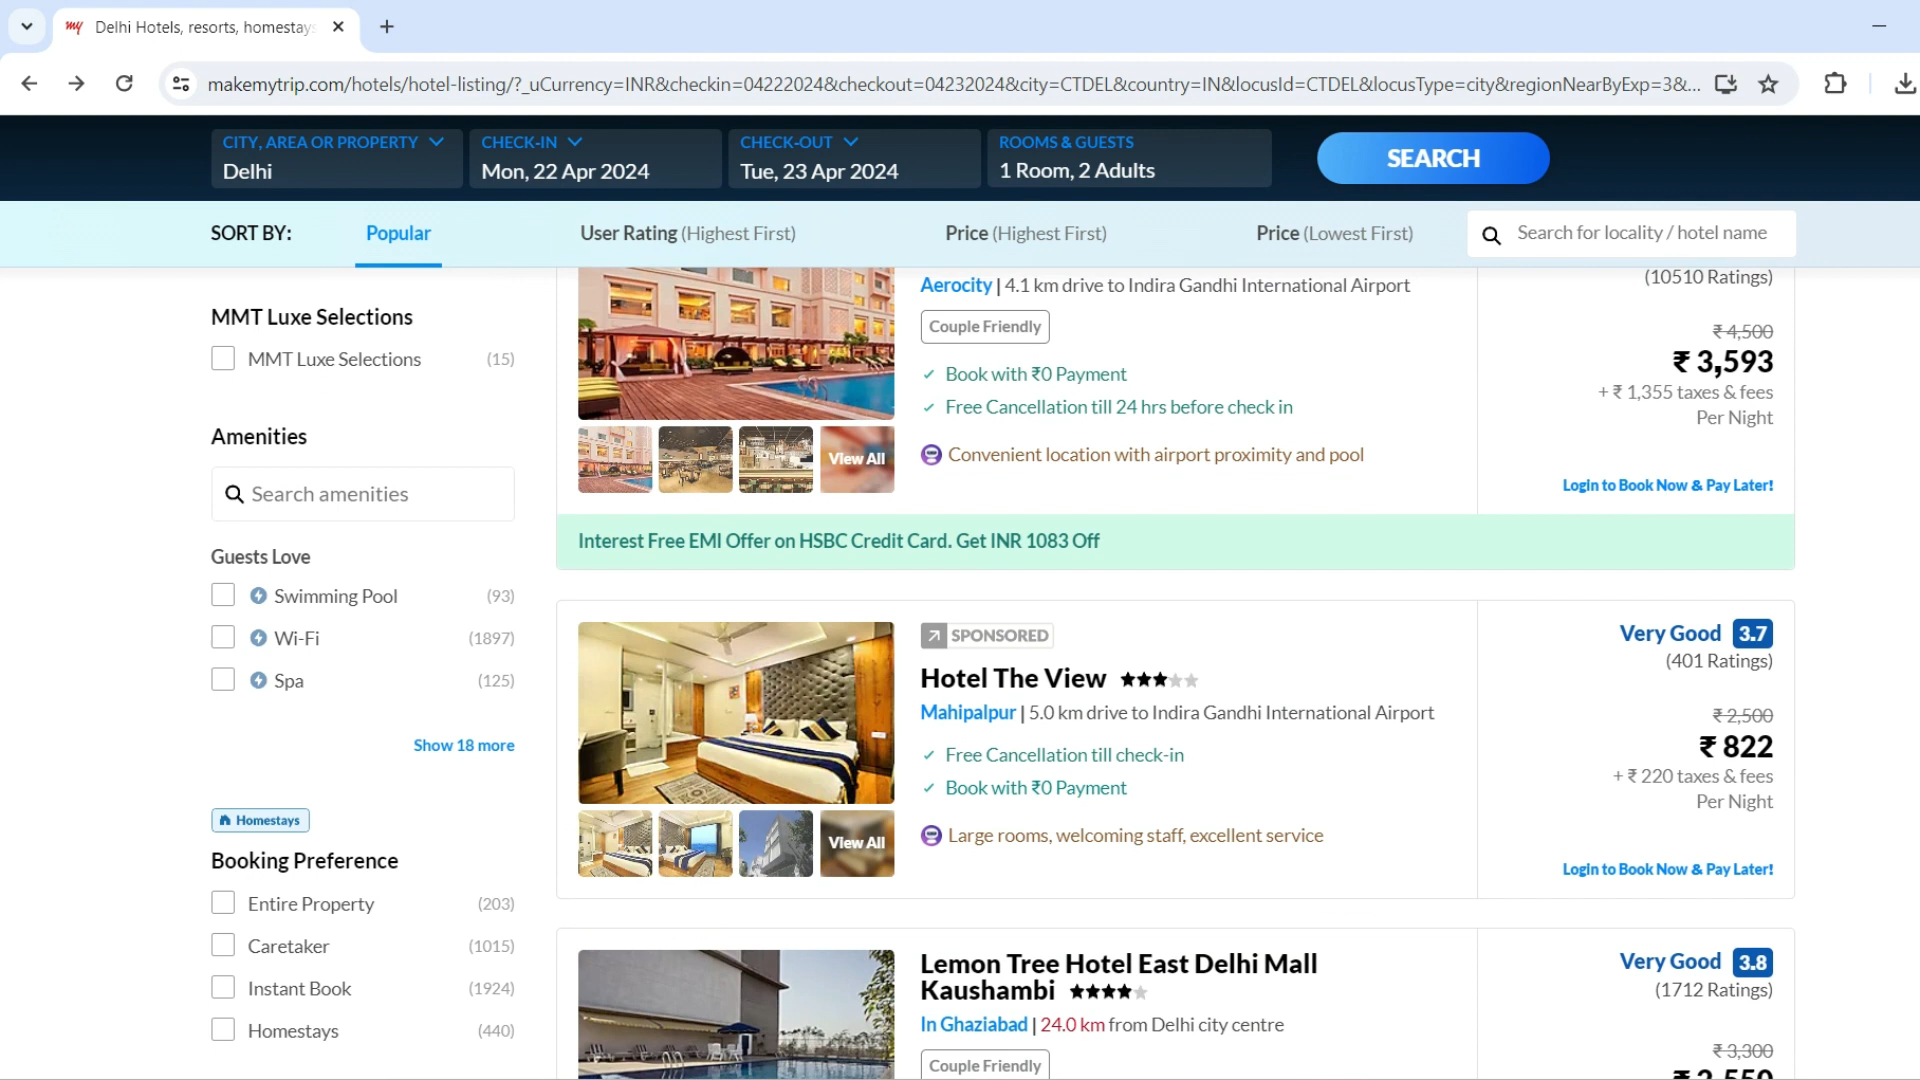 my Delhi Hotels, resorts, homestays
makemytrip.com/hotels/hotel-listing/?_uCurrency=INR&checkin=04222024&checkout=04232024&city=CTDEL&country=IN&locusId=CTDEL&locusType=city&regionNearByExp=3&...
CITY, AREA OR PROPERTY
Delhi
CHECK-IN
Mon, 22 Apr 2024
CHECK-OUT
Tue, 23 Apr 2024
ROOMS & GUESTS
1 Room, 2 Adults
SEARCH
SORT BY:
Popular
User Rating (Highest First)
Price (Highest First)
Price (Lowest First)
Search for locality / hotel name
MMT Luxe Selections
MMT Luxe Selections (15)
Amenities
Search amenities
Guests Love
Swimming Pool (93)
Wi-Fi (1897)
Spa (125)
Show 18 more
Homestays
Booking Preference
Entire Property (203)
Caretaker (1015)
Instant Book (1924)
Homestays (440)
View All
Aerocity | 4.1 km drive to Indira Gandhi International Airport
Couple Friendly
Book with ₹0 Payment
Free Cancellation till 24 hrs before check in
Convenient location with airport proximity and pool
(10510 Ratings)
₹ 4,500
₹ 3,593
+ ₹ 1,355 taxes & fees
Per Night
Login to Book Now & Pay Later!
Interest Free EMI Offer on HSBC Credit Card. Get INR 1083 Off
View All
SPONSORED
Hotel The View
Mahipalpur | 5.0 km drive to Indira Gandhi International Airport
Free Cancellation till check-in
Book with ₹0 Payment
Large rooms, welcoming staff, excellent service
Very Good 3.7
(401 Ratings)
₹ 2,500
₹ 822
+ ₹ 220 taxes & fees
Per Night
Login to Book Now & Pay Later!
Lemon Tree Hotel East Delhi Mall
Kaushambi
In Ghaziabad | 24.0 km from Delhi city centre
Couple Friendly
Very Good 3.8
(1712 Ratings)
₹ 3,300
₹ 2,550